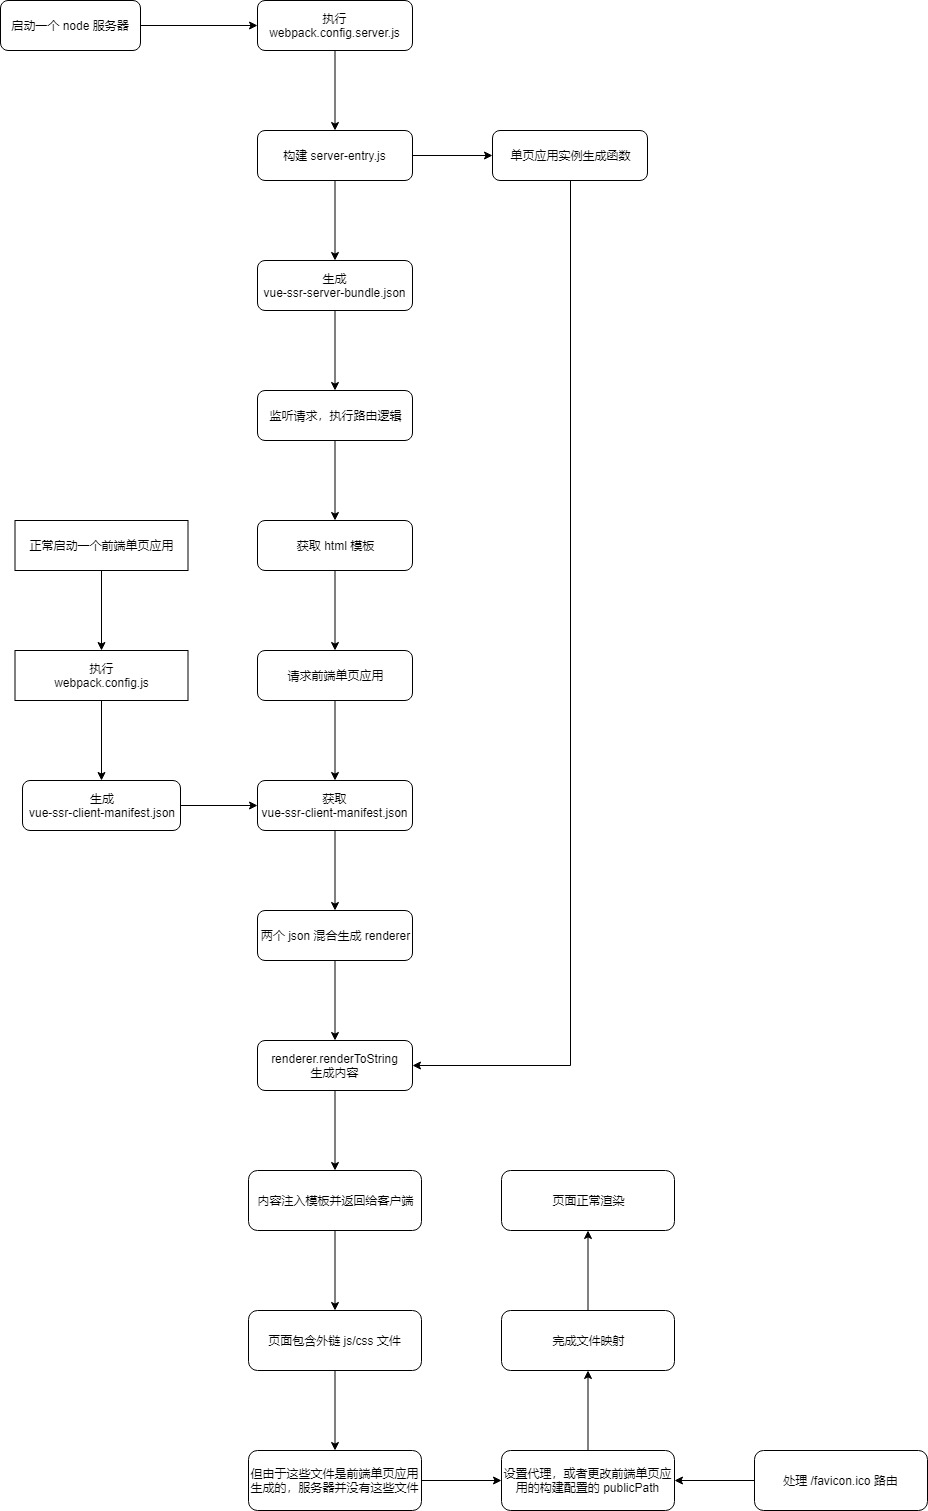 启动一个 node 服务器
执行
webpack.config.server.js
构建 server-entry.js
单页应用实例生成函数
生成
vue-ssr-server-bundle.json
监听请求，执行路由逻辑
正常启动一个前端单页应用
获取 html 模板
执行
webpack.config.js
请求前端单页应用
生成
vue-ssr-client-manifest.json
获取
vue-ssr-client-manifest.json
两个 json 混合生成 renderer
renderer.renderToString
生成内容
内容注入模板并返回给客户端
页面正常渲染
页面包含外链 js/css 文件
完成文件映射
但由于这些文件是前端单页应用
生成的，服务器并没有这些文件
设置代理，或者更改前端单页应
用的构建配置的 publicPath
处理 /favicon.ico 路由